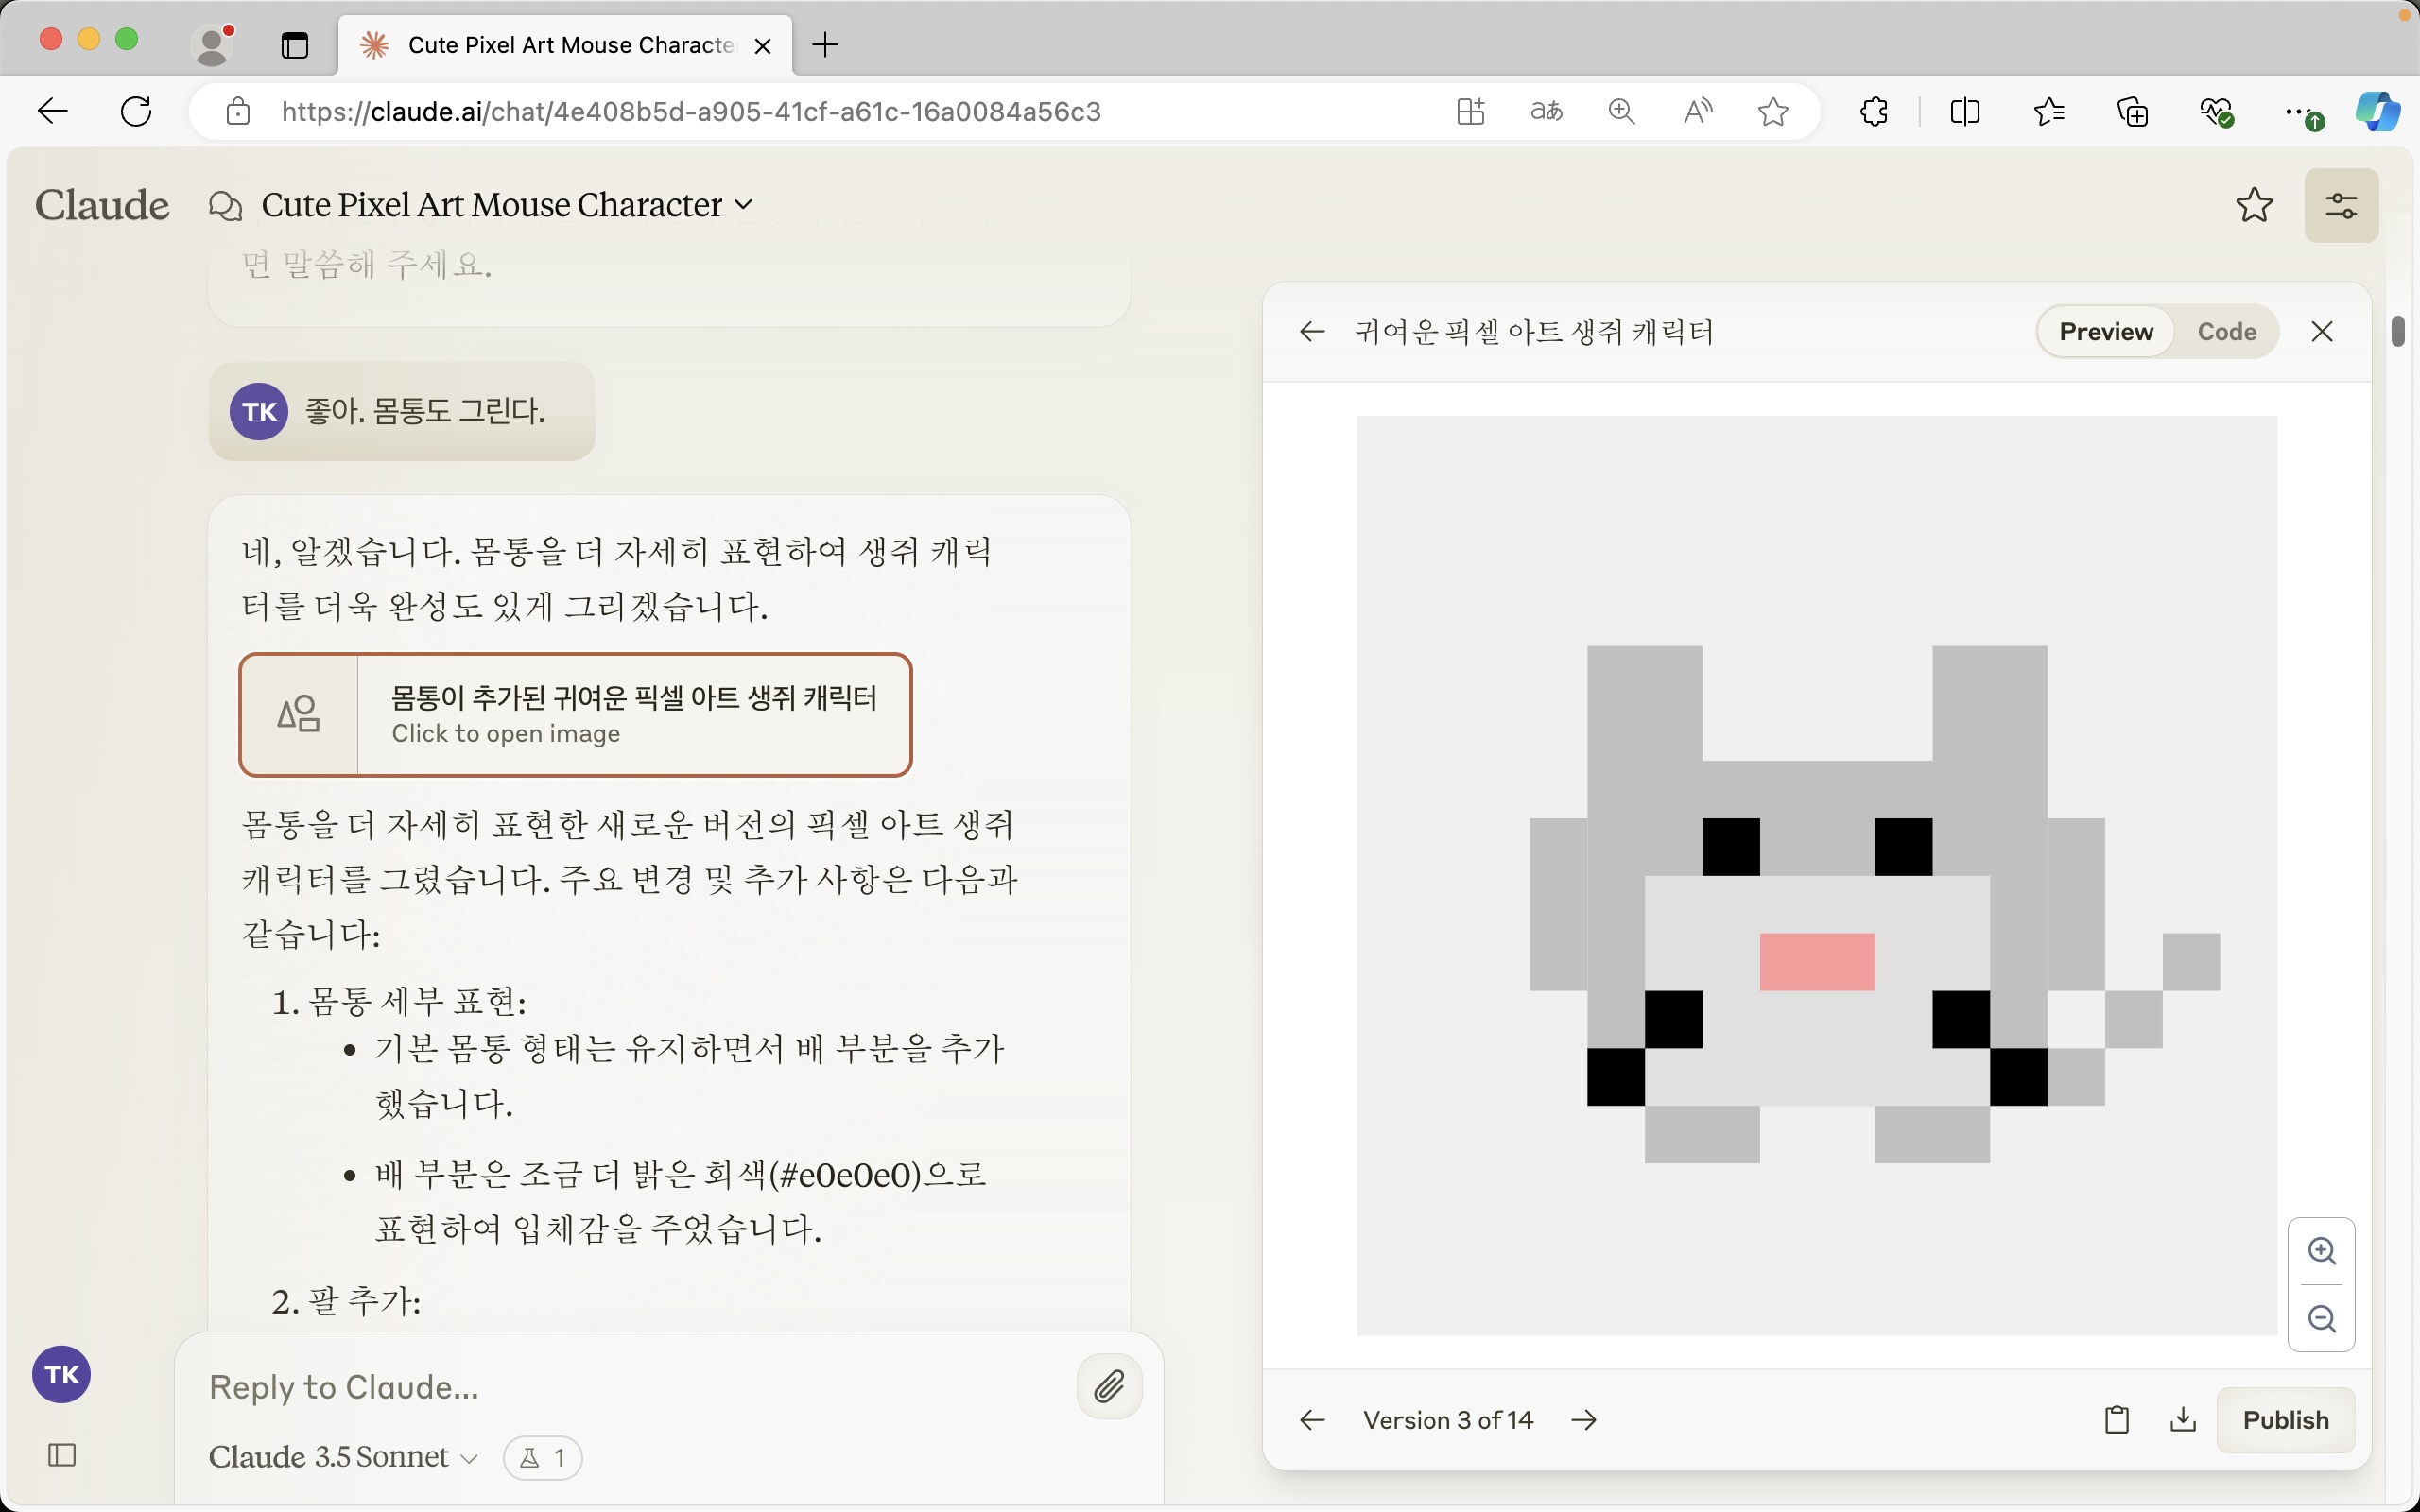 Cute Pixel Art Mouse Characte
https://claude.ai/chat/4e408b5d-a905-41cf-a61c-16a0084a56c3
aあ
Claude
Cute Pixel Art Mouse Character
면 말씀해 주세요.
TK
좋아. 몸통도 그린다.
네, 알겠습니다. 몸통을 더 자세히 표현하여 생쥐 캐릭
터를 더욱 완성도 있게 그리겠습니다.
몸통이 추가된 귀여운 픽셀 아트 생쥐 캐릭터
Click to open image
몸통을 더 자세히 표현한 새로운 버전의 픽셀 아트 생쥐
캐릭터를 그렸습니다. 주요 변경 및 추가 사항은 다음과
같습니다:
1. 몸통 세부 표현:
• 기본 몸통 형태는 유지하면서 배 부분을 추가
했습니다.
• 배 부분은 조금 더 밝은 회색(#e0e0e0)으로
표현하여 입체감을 주었습니다.
2. 팔 추가:
TK
Reply to Claude...
Claude 3.5 Sonnet
1
귀여운 픽셀 아트 생쥐 캐릭터
Preview
Code
Version 3 of 14
Publish